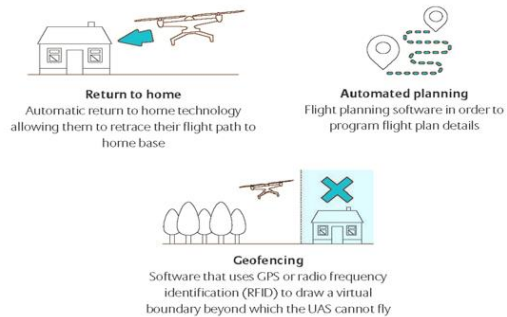 Return to home
Automatic return to home technology
allowing them to retrace their flight path to
home base
Automated planning
Flight planning software in order to
program flight plan details
Geofencing
Software that uses GPS or radio frequency
identification (RFID) to draw a virtual
boundary beyond which the UAS cannot fly